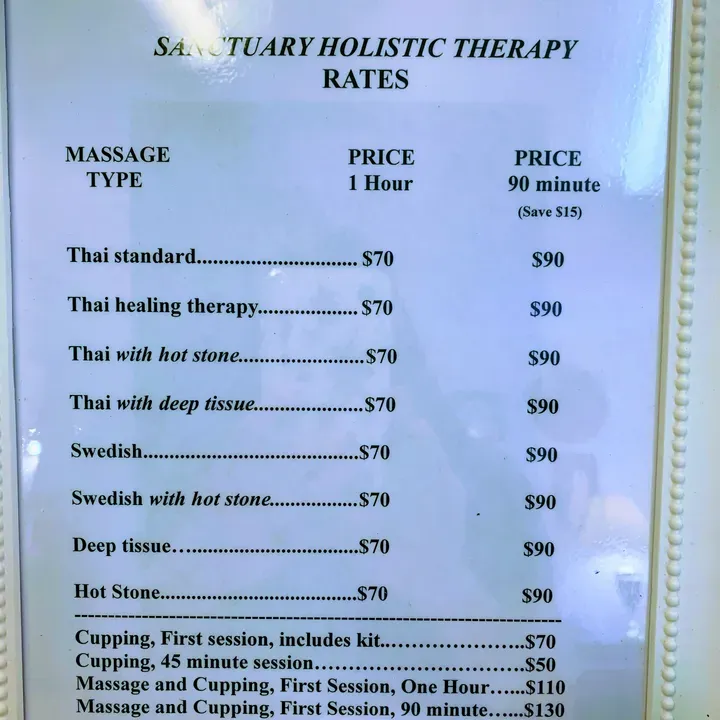 SANCTUARY HOLISTIC THERAPY
RATES
MASSAGE TYPE PRICE 1 Hour PRICE 90 minute
(Save $15)
Thai standard.............................. $70 $90
Thai healing therapy................... $70 $90
Thai with hot stone.......................$70 $90
Thai with deep tissue....................$70 $90
Swedish........................................$70 $90
Swedish with hot stone................$70 $90
Deep tissue…...............................$70 $90
Hot Stone.....................................$70 $90
Cupping, First session, includes kit..……………..$70
Cupping, 45 minute session………………………$50
Massage and Cupping, First Session, One Hour…...$110
Massage and Cupping, First Session, 90 minute…...$130